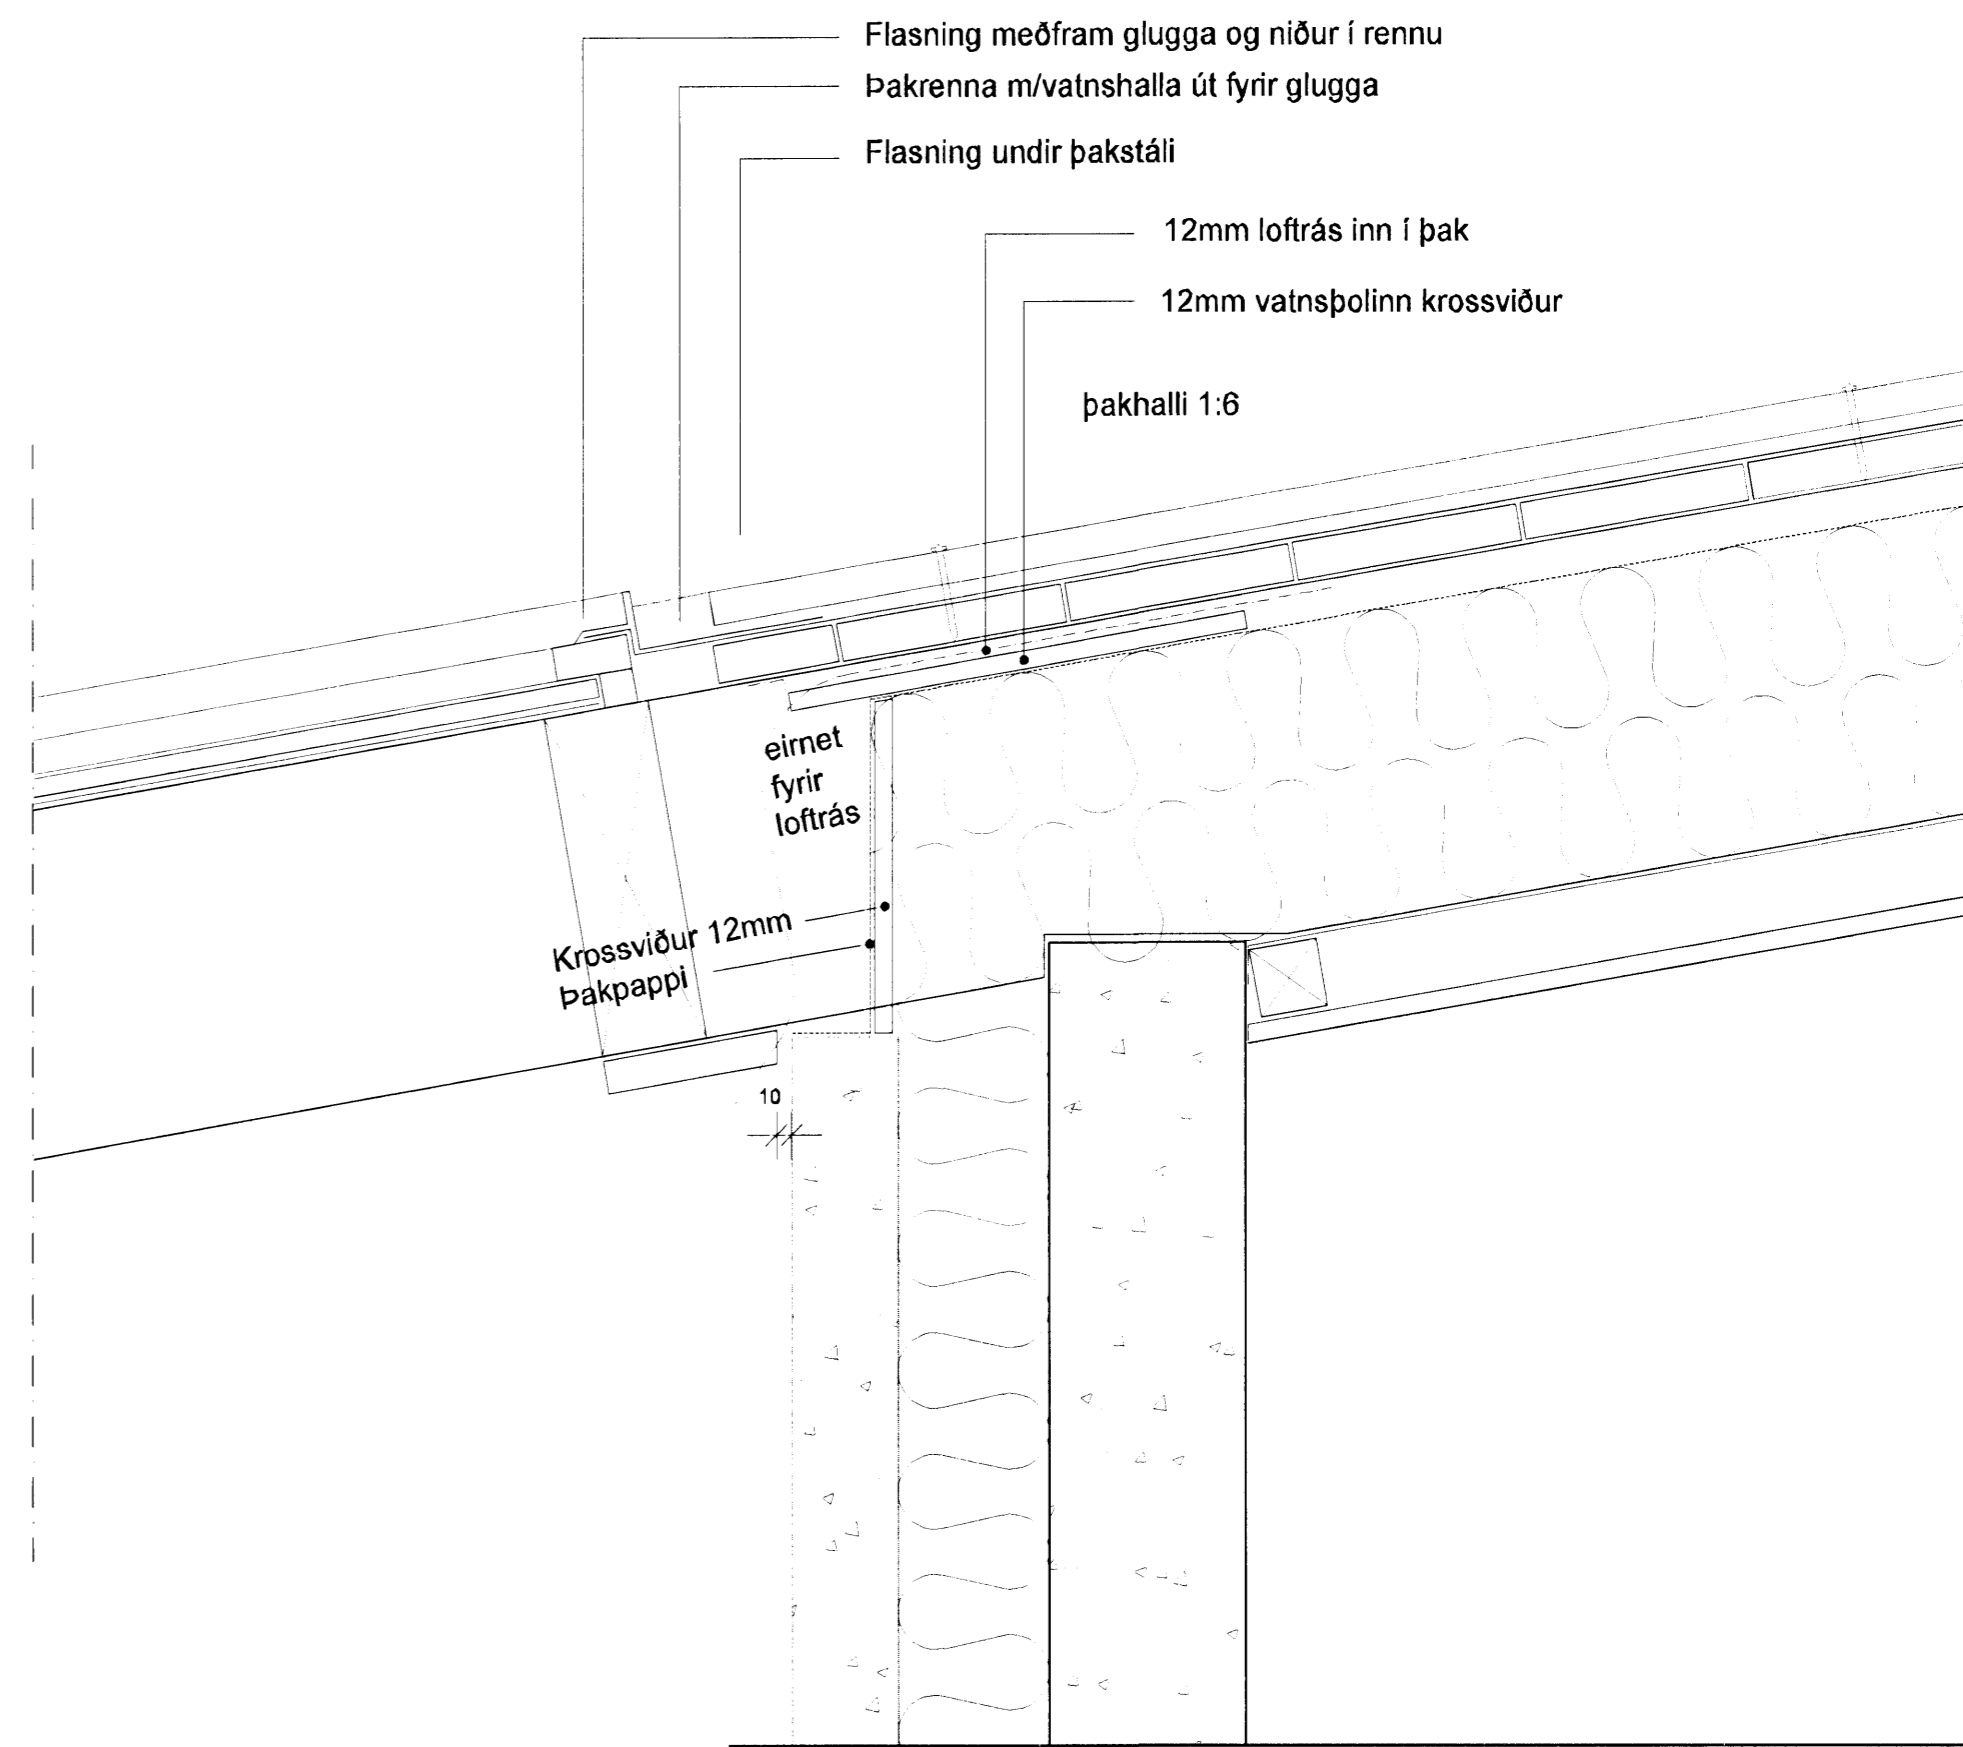 Flasning meðfram glugga og niður í rennu
Þakrenna m/vatnshalla út fyrir glugga
Flasning undir þakstáli
12mm loftrás inn í þak
12mm vatnsþolinn krossviður
þakhalli 1:6
eirnet
fyrir
loftrás
Krossviður 12mm
Þakpappi
10